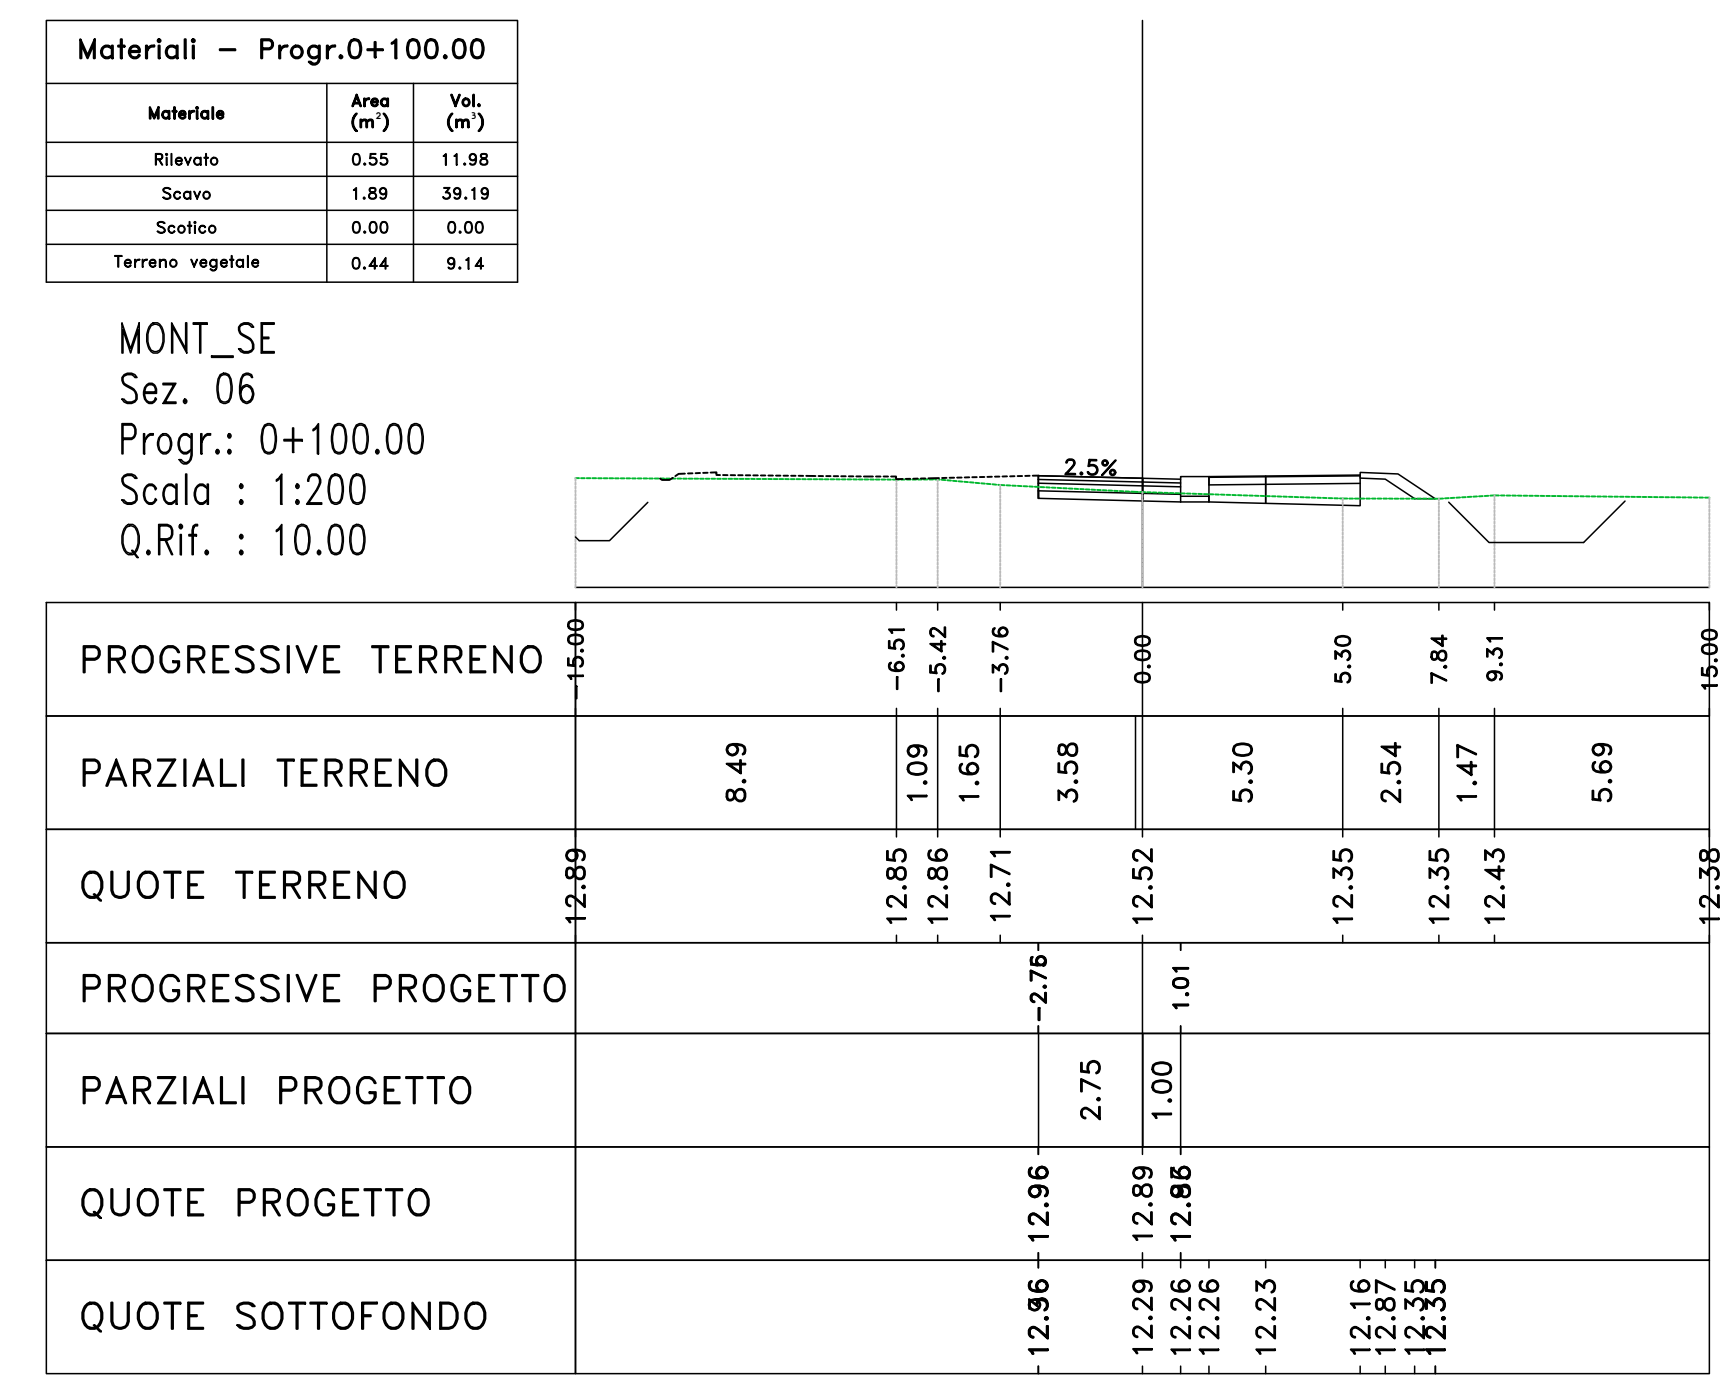 Materiali - Progr.0+100.00
Materiale Area (m²) Vol. (m³)
Rilevato 0.55 11.98
Scavo 1.89 39.19
Scotico 0.00 0.00
Terreno vegetale 0.44 9.14
MONT_SE
Sez. 06
Progr.: 0+100.00
Scala : 1:200
Q.Rif. : 10.00
2.5%
PROGRESSIVE TERRENO -15.00 -6.51 -5.42 -3.76 0.00 5.30 7.84 9.31 15.00
PARZIALI TERRENO 8.49 1.09 1.65 3.58 5.30 2.54 1.47 5.69
QUOTE TERRENO 12.89 12.85 12.86 12.71 12.52 12.35 12.35 12.43 12.38
PROGRESSIVE PROGETTO 1.01
PARZIALI PROGETTO 2.75 1.00
QUOTE PROGETTO 12.96 12.89
QUOTE SOTTOFONDO 12.29 12.26 12.26 12.23 12.16 12.87 12.35 12.35